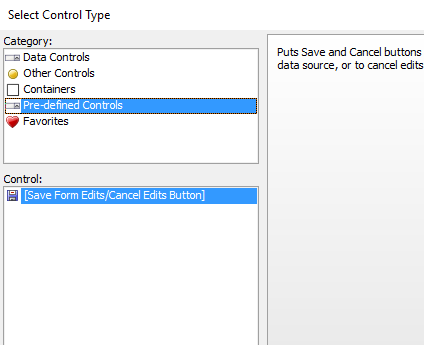 Select Control Type
Category:
Data Controls
Other Controls
Containers
Pre-defined Controls
Favorites
Control:
[Save Form Edits/Cancel Edits Button]
Puts Save and Cancel buttons
data source, or to cancel edits